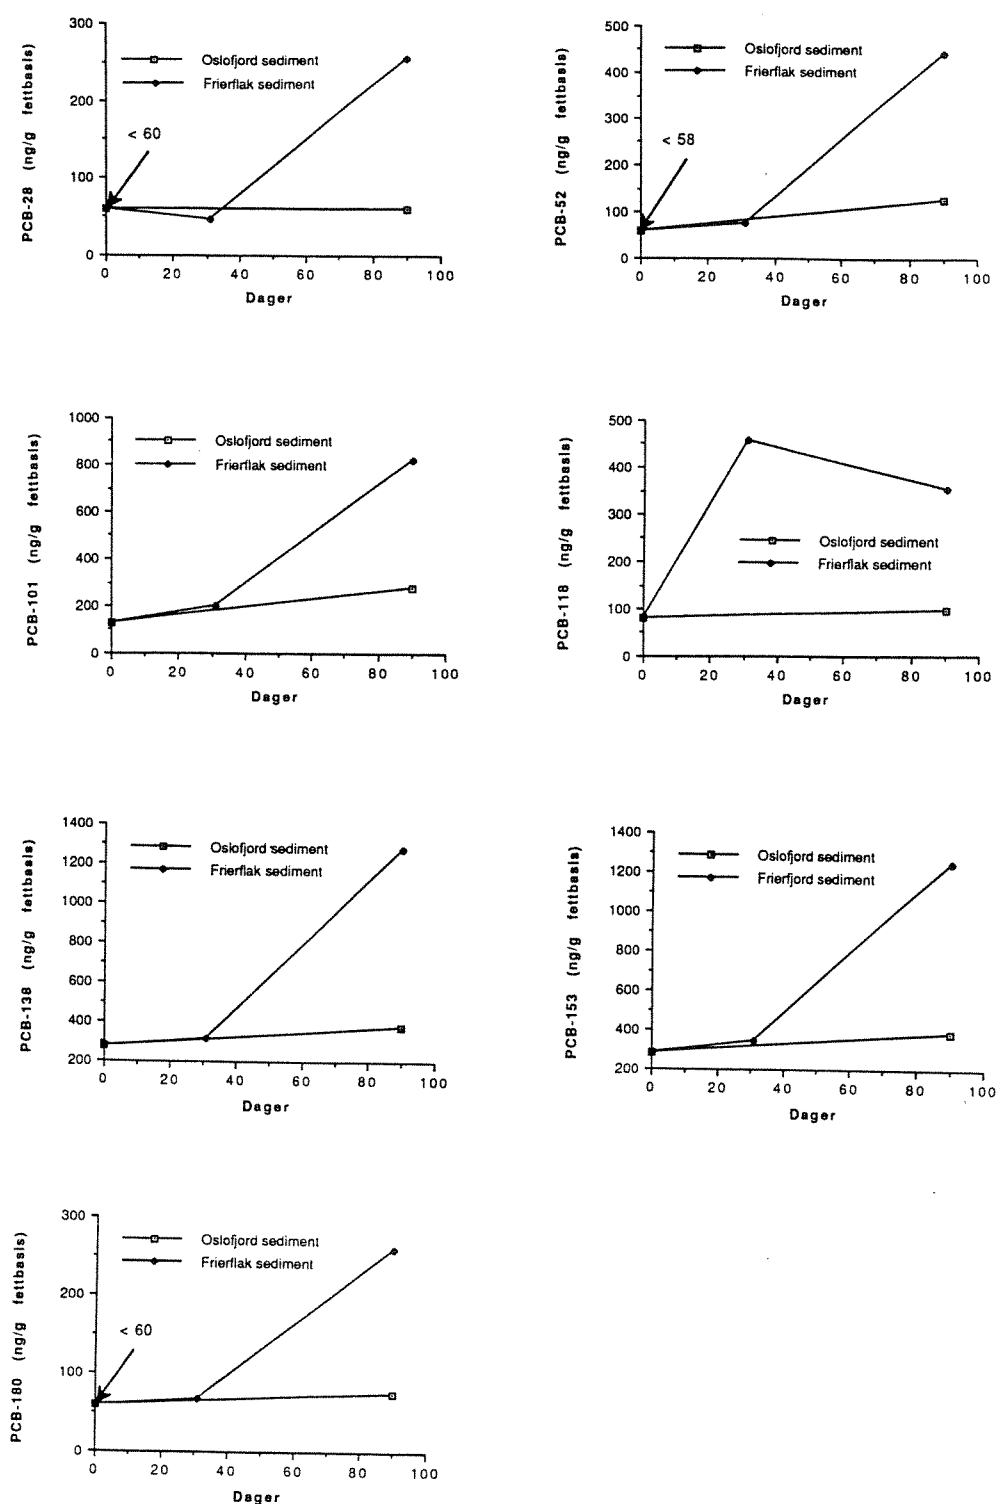 PCB-28 (ng/g fettbasis)
300
200
100
0
Oslofjord sediment
Frierflak sediment
< 60
0 20 40 60 80 100
Dager
PCB-52 (ng/g fettbasis)
500
400
300
200
100
0
Oslofjord sediment
Frierflak sediment
< 58
0 20 40 60 80 100
Dager
PCB-101 (ng/g fettbasis)
1000
800
600
400
200
0
Oslofjord sediment
Frierflak sediment
0 20 40 60 80 100
Dager
PCB-118 (ng/g fettbasis)
500
400
300
200
100
0
Oslofjord sediment
Frierflak sediment
0 20 40 60 80 100
Dager
PCB-138 (ng/g fettbasis)
1400
1200
1000
800
600
400
200
Oslofjord sediment
Frierflak sediment
0 20 40 60 80 100
Dager
PCB-153 (ng/g fettbasis)
1400
1200
1000
800
600
400
200
Oslofjord sediment
Frierfjord sediment
0 20 40 60 80 100
Dager
PCB-180 (ng/g fettbasis)
300
200
100
0
Oslofjord sediment
Frierflak sediment
< 60
0 20 40 60 80 100
Dager